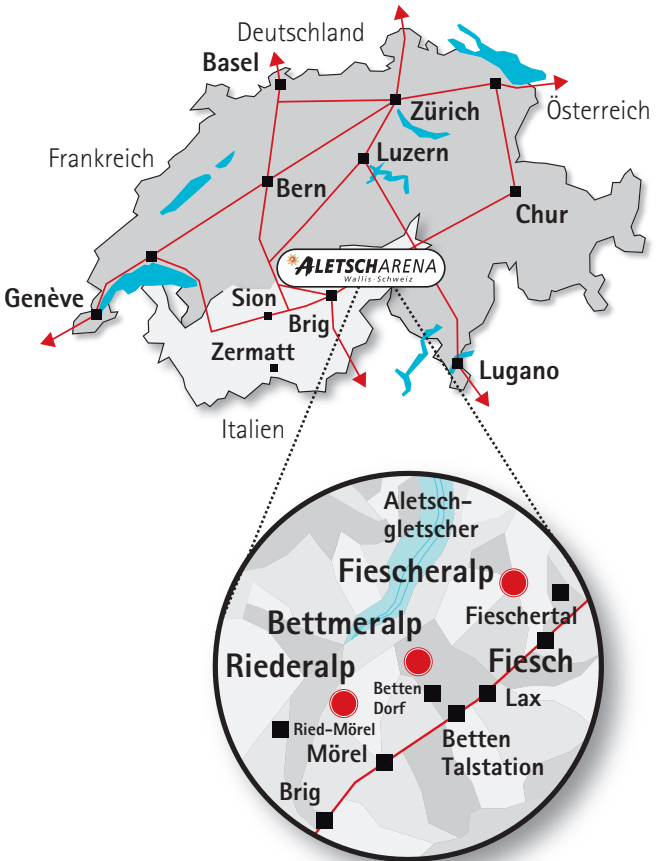 Deutschland
Basel
Zürich
Österreich
Frankreich
Luzern
Bern
Chur
ALETSCHARENA
Wallis · Schweiz
Genève
Sion
Brig
Zermatt
Lugano
Italien
Aletsch-
gletscher
Fiescheralp
Fieschertal
Bettmeralp
Riederalp
Fiesch
Betten
Dorf
Lax
Ried-Mörel
Mörel
Betten
Talstation
Brig